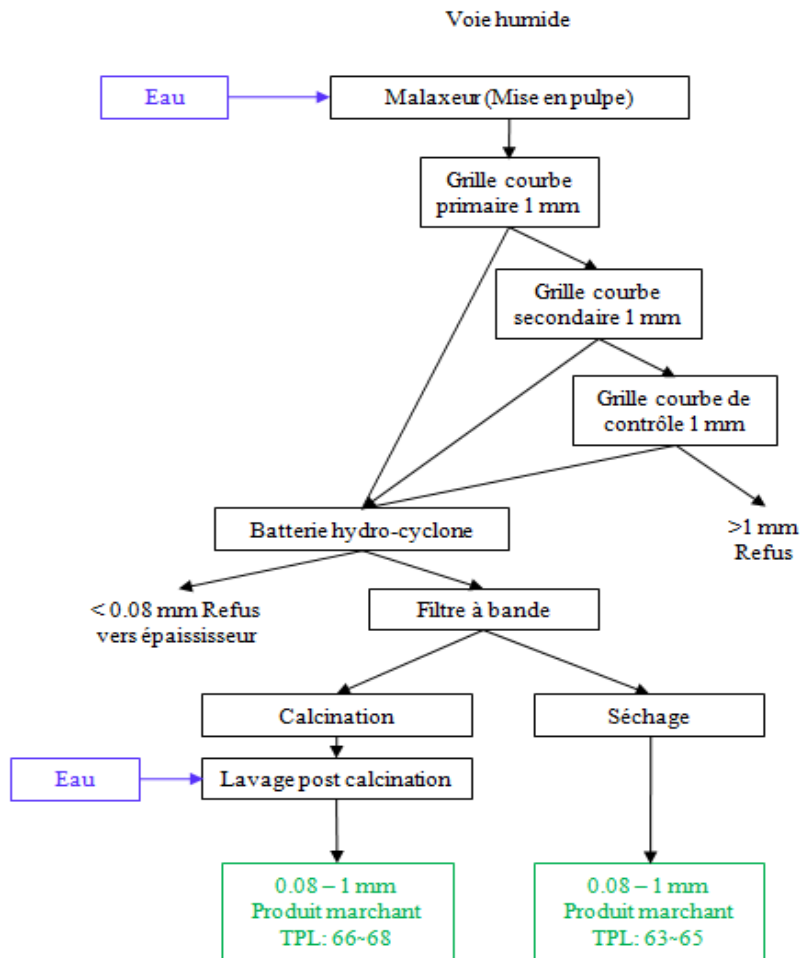 Voie humide
Eau
Malaxeur (Mise en pulpe)
Grille courbe
primaire 1 mm
Grille courbe
secondaire 1 mm
Grille courbe de
contrôle 1 mm
>1 mm
Refus
Batterie hydro-cyclone
< 0.08 mm Refus
vers épaississeur
Filtre à bande
Calcination
Séchage
Eau
Lavage post calcination
0.08 – 1 mm
Produit marchant
TPL: 66~68
0.08 – 1 mm
Produit marchant
TPL: 63~65